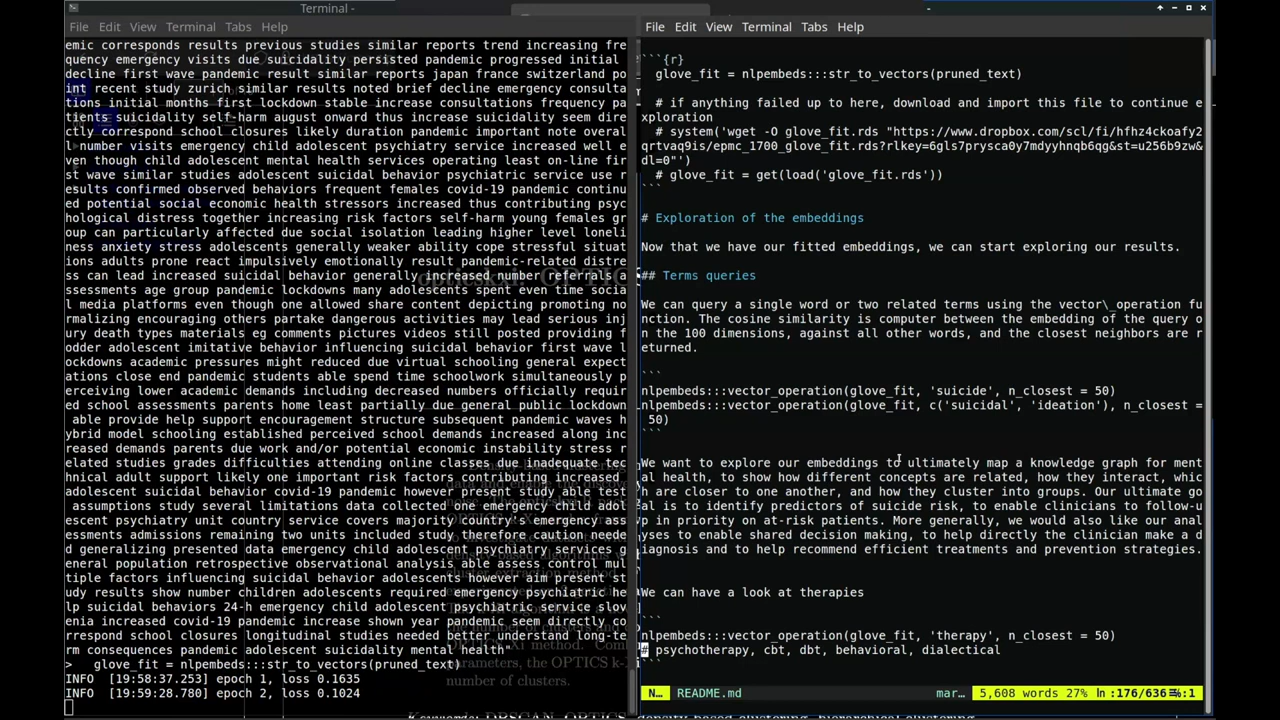 Terminal -
File Edit View Terminal Tabs Help
emic corresponds results previous studies similar reports trend increasing fre
quency emergency visits due suicidality persisted pandemic progressed initial
decline first wave pandemic result similar reports japan france switzerland po
int recent study zurich similar results noted brief decline emergency consulta
tions initial months first lockdown stable increase consultations frequency pa
tients suicidality self-harm august onward thus increase suicidality seem dire
ctly correspond school closures likely duration pandemic important note overal
l number visits emergency child adolescent psychiatry service increased well e
ven though child adolescent mental health services operating least on-line fir
st wave similar studies adolescent suicidal behavior psychiatric service use r
esults confirmed observed behaviors frequent females covid-19 pandemic continu
ed potential social economic health stressors increased thus contributing psyc
hological distress together increasing risk factors self-harm young females gr
oup can particularly affected due social isolation leading higher level loneli
ness anxiety stress adolescents generally weaker ability cope stressful situat
ions adults prone react impulsively emotionally result pandemic-related distre
ss can lead increased suicidal behavior generally increased number referrals a
ssessments age group pandemic lockdowns many adolescents spent even time socia
l media platforms even though one allowed share content depicting promoting no
rmalizing encouraging others partake dangerous activities may lead serious inj
ury death types materials eg comments pictures videos still posted providing f
odder adolescent imitative behavior influencing suicidal behavior first wave l
ockdowns academic pressures might reduced due virtual schooling general expect
ations close end pandemic students able spend time schoolwork simultaneously p
erceiving lower academic demands including decreased numbers officially requir
ed school assessments parents home least partially due general public lockdown
able provide help support encouragement structure subsequent pandemic waves h
ybrid model schooling established perceived school demands increased along inc
reased demands parents due work and/or potential economic instability stress r
elated studies grades difficulties attending online classes due inadequate tec
hnical adult support likely one important risk factors contributing increased
adolescent suicidal behavior covid-19 pandemic however present study able test
assumptions study several limitations data collected one emergency child adol
escent psychiatry unit country service covers majority country's emergency ass
essments admissions remaining two units included study therefore caution neede
d generalizing presented data emergency child adolescent psychiatry services g
eneral population retrospective observational analysis able assess control mul
tiple factors influencing suicidal behavior adolescents however aim present st
udy results show number children adolescents required emergency psychiatric he
lp suicidal behaviors 24-h emergency child adolescent psychiatric service slov
enia increased covid-19 pandemic increase shown year pandemic seem directly co
rrespond school closures longitudinal studies needed better understand long-te
rm consequences pandemic adolescents mental health"
>   glove_fit = nlpembeds:::str_to_vectors(pruned_text)
INFO  [19:58:37.253] epoch 1, loss 0.1635
INFO  [19:59:28.780] epoch 2, loss 0.1024
-
File Edit View Terminal Tabs Help
```{r}
  glove_fit = nlpembeds:::str_to_vectors(pruned_text)
  # if anything failed up to here, download and import this file to continue e
xploration
  # system('wget -O glove_fit.rds "https://www.dropbox.com/scl/fi/hfhz4ckoafy2
qrtvaq9is/epmc_1700_glove_fit.rds?rlkey=6gls7prysca0y7mdyyhnqb6qg&st=u256b9zw&
dl=0"')
  # glove_fit = get(load('glove_fit.rds'))
```
# Exploration of the embeddings
Now that we have our fitted embeddings, we can start exploring our results.
## Terms queries
We can query a single word or two related terms using the vector\_operation fu
nction. The cosine similarity is computer between the embedding of the query o
n the 100 dimensions, against all other words, and the closest neighbors are r
eturned.
```
nlpembeds:::vector_operation(glove_fit, 'suicide', n_closest = 50)
nlpembeds:::vector_operation(glove_fit, c('suicidal', 'ideation'), n_closest =
 50)
```
We want to explore our embeddings to ultimately map a knowledge graph for ment
al health, to show how different concepts are related, how they interact, whic
h are closer to one another, and how they cluster into groups. Our ultimate go
al is to identify predictors of suicide risk, to enable clinicians to follow-u
p in priority on at-risk patients. More generally, we would also like our anal
yses to enable shared decision making, to help directly the clinician make a d
iagnosis and to help recommend efficient treatments and prevention strategies.
We can have a look at therapies
```
nlpembeds:::vector_operation(glove_fit, 'therapy', n_closest = 50)
# psychotherapy, cbt, dbt, behavioral, dialectical
```
N… README.md mar… 5,608 words 27% ln :176/636 ☰℅:1
opticskxi: OPTIC
OPTICS k-Xi method. Comb
parameters, the OPTICS k-
number of clusters.